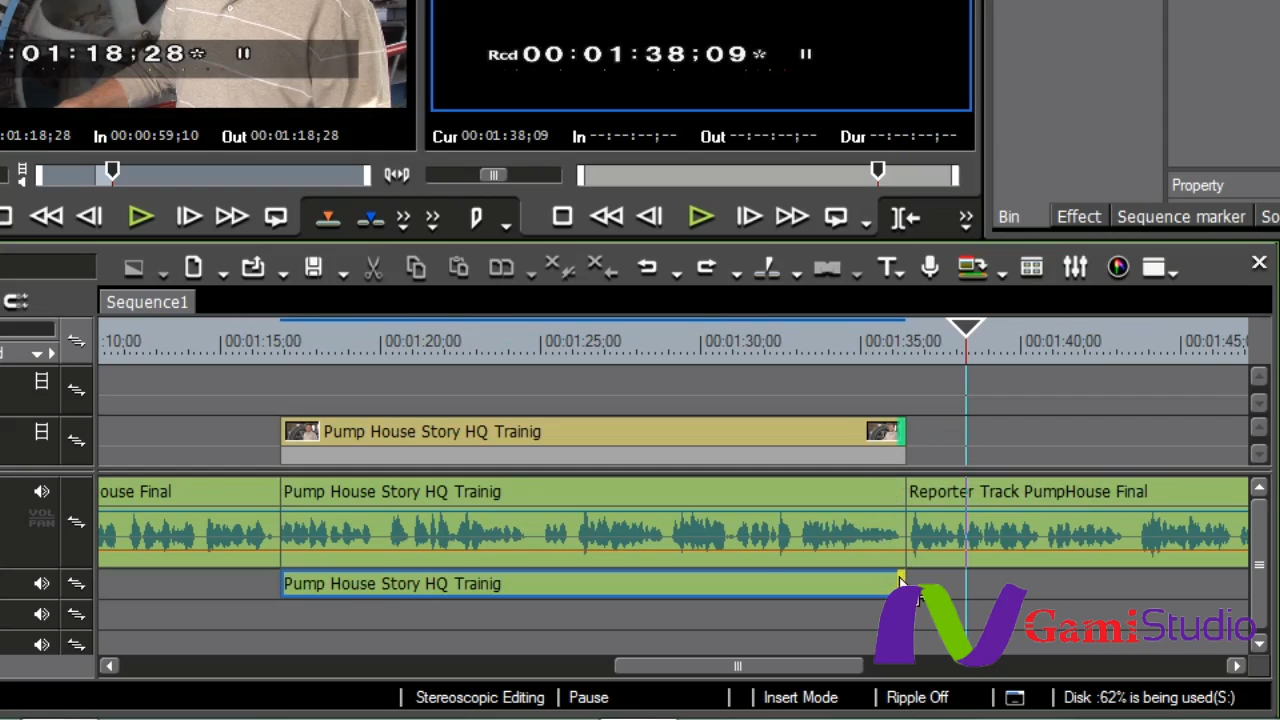 :01:18;28* II
Rcd 00:01:38;09* II
:01:18;28 In 00:00:59;10 Out 00:01:18;28
Cur 00:01:38;09 In --:--:--;-- Out --:--:--;-- Dur --:--:--;--
Property
Bin Effect Sequence marker So
Sequence1
:10;00 00:01:15;00 00:01:20;00 00:01:25;00 00:01:30;00 00:01:35;00 00:01:40;00 00:01:45;
Pump House Story HQ Trainig
ouse Final Pump House Story HQ Trainig Reporter Track PumpHouse Final
VOL
PAN
Pump House Story HQ Trainig
GamiStudio
Stereoscopic Editing Pause Insert Mode Ripple Off Disk :62% is being used(S:)